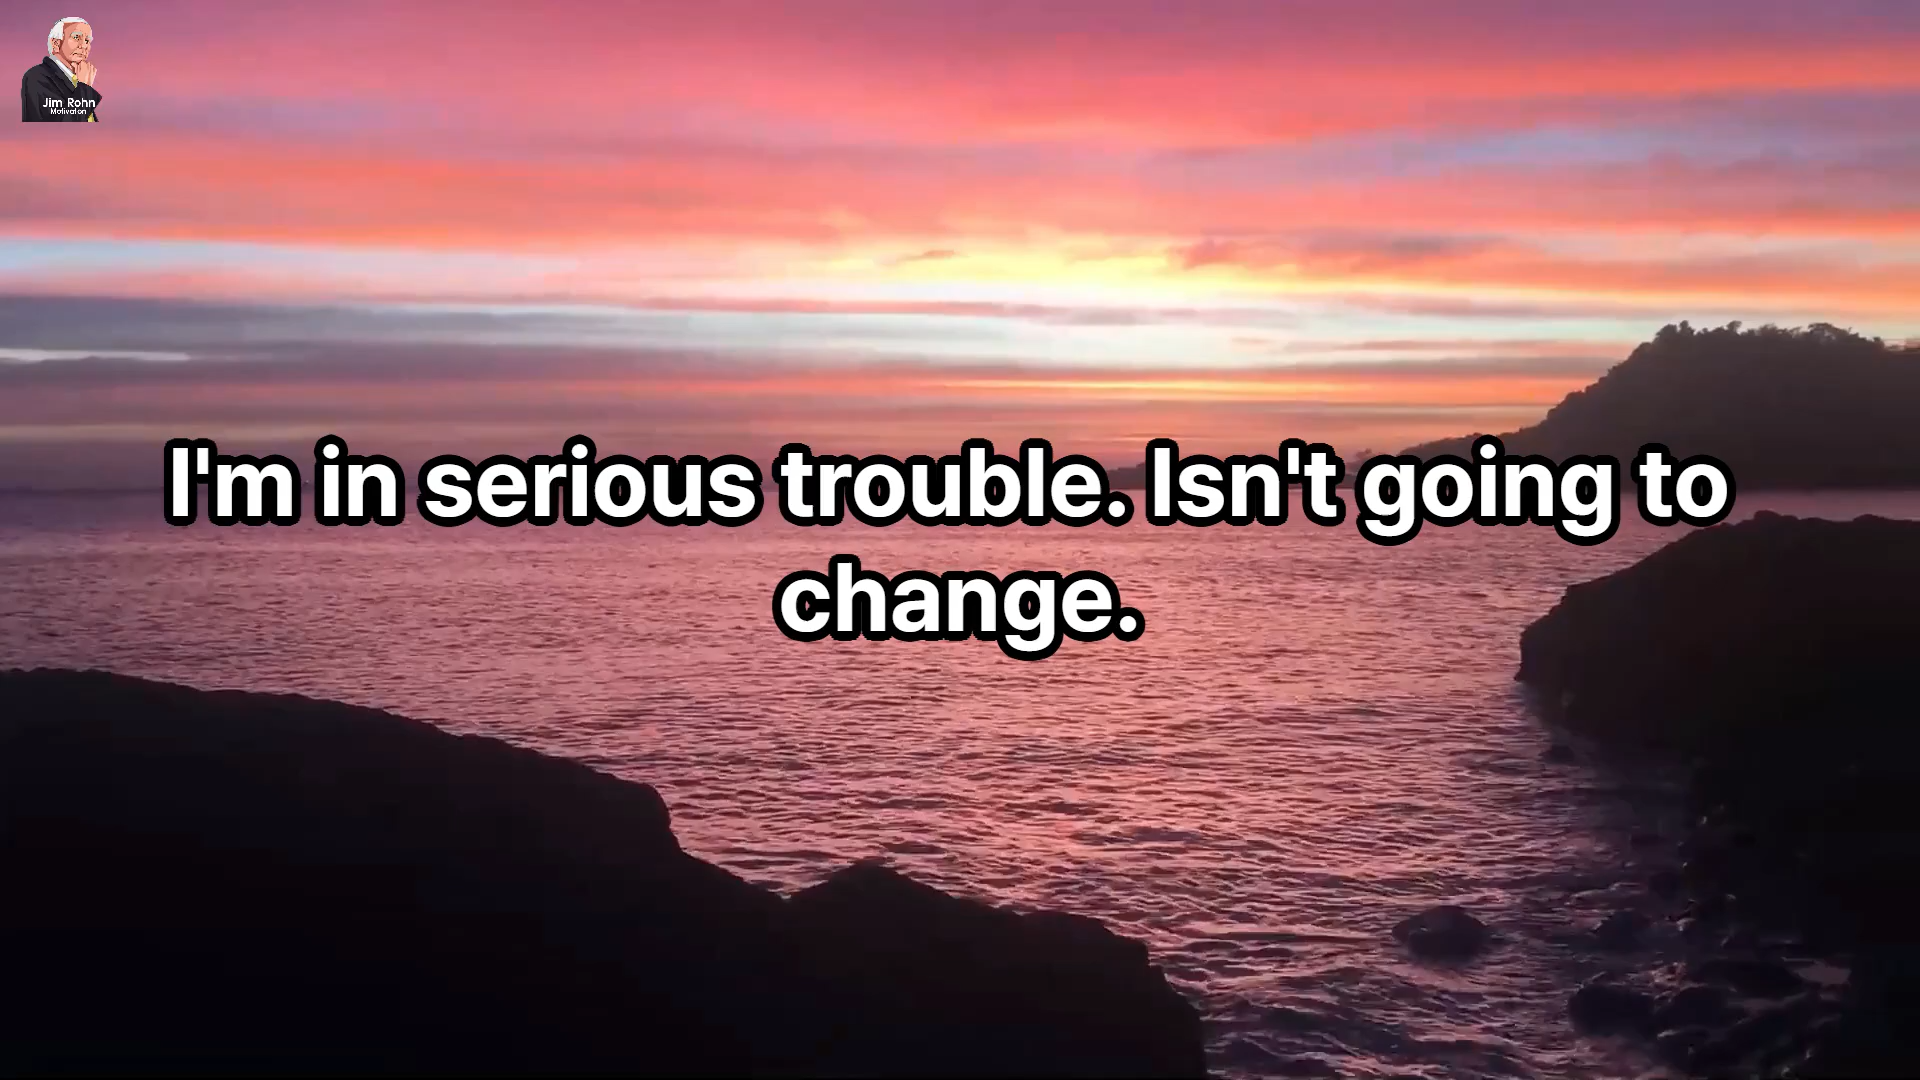 Jim Rohn
Motivation
I'm in serious trouble. Isn't going to
change.